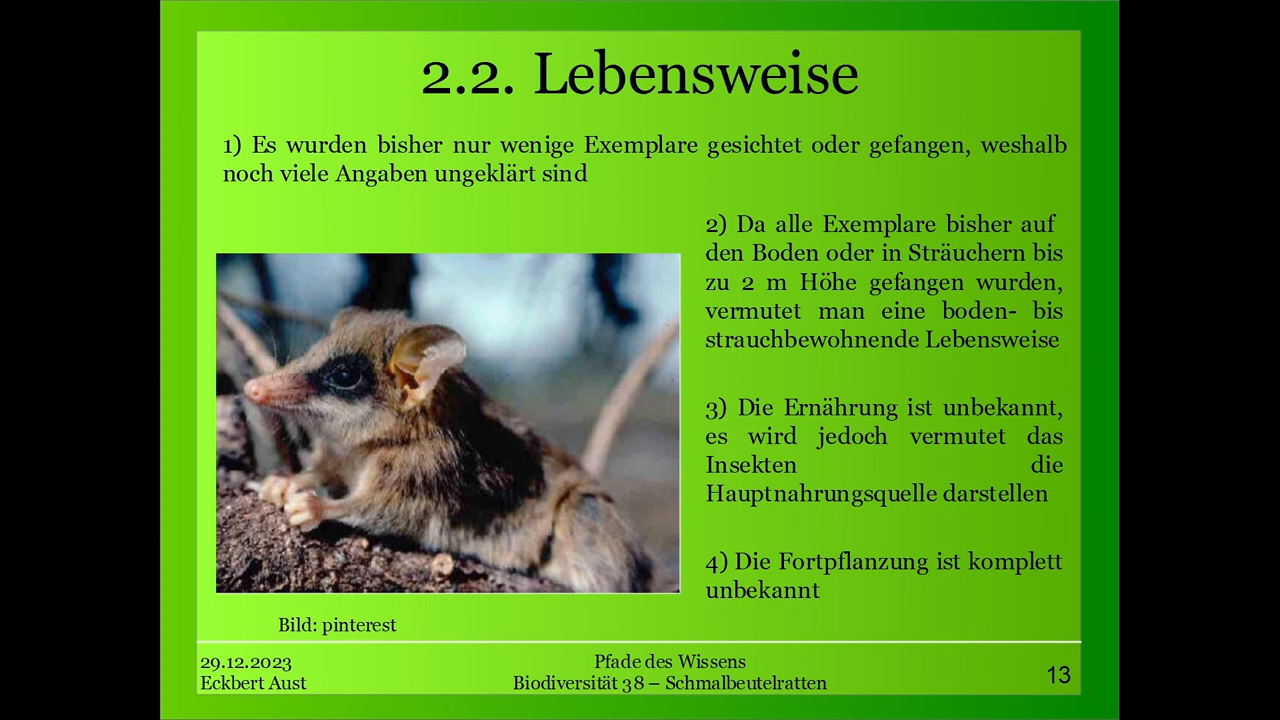 2.2. Lebensweise
1) Es wurden bisher nur wenige Exemplare gesichtet oder gefangen, weshalb
noch viele Angaben ungeklärt sind
2) Da alle Exemplare bisher auf
den Boden oder in Sträuchern bis
zu 2 m Höhe gefangen wurden,
vermutet man eine boden- bis
strauchbewohnende Lebensweise
3) Die Ernährung ist unbekannt,
es wird jedoch vermutet das
Insekten die
Hauptnahrungsquelle darstellen
4) Die Fortpflanzung ist komplett
unbekannt
Bild: pinterest
29.12.2023
Eckbert Aust
Pfade des Wissens
Biodiversität 38 – Schmalbeutelratten
13